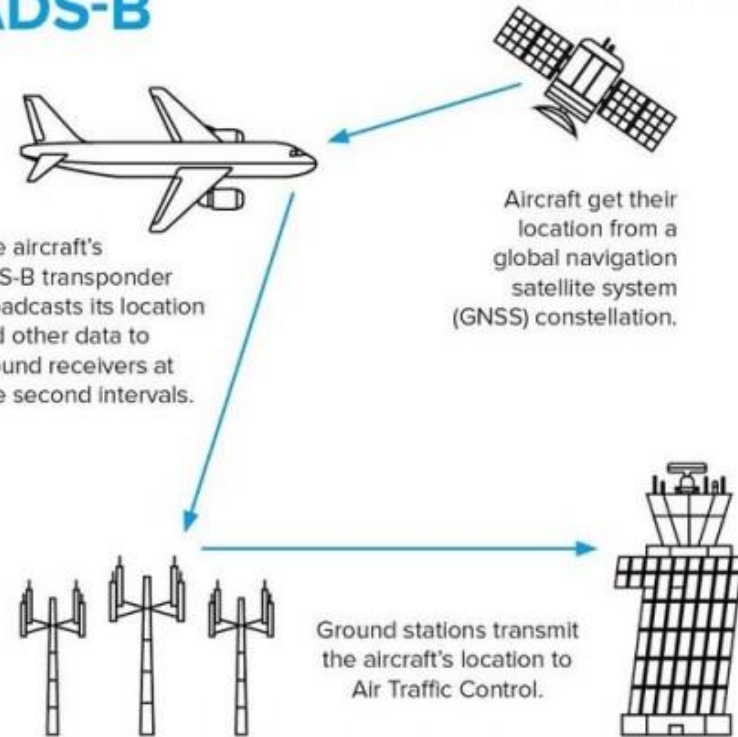 ADS-B
Aircraft get their
location from a
global navigation
satellite system
(GNSS) constellation.
e aircraft's
S-B transponder
oadcasts its location
d other data to
und receivers at
e second intervals.
Ground stations transmit
the aircraft's location to
Air Traffic Control.